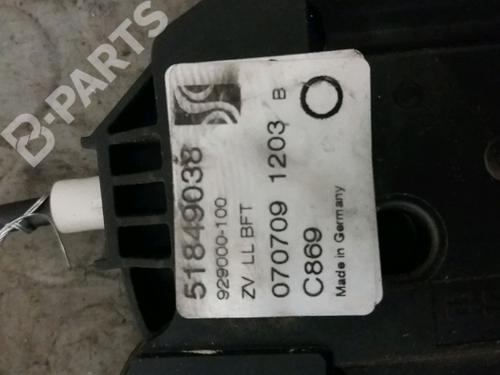 B-PARTS
51849038
929000-100
ZV LL BFT
070709 1203 B
C869
Made in Germany